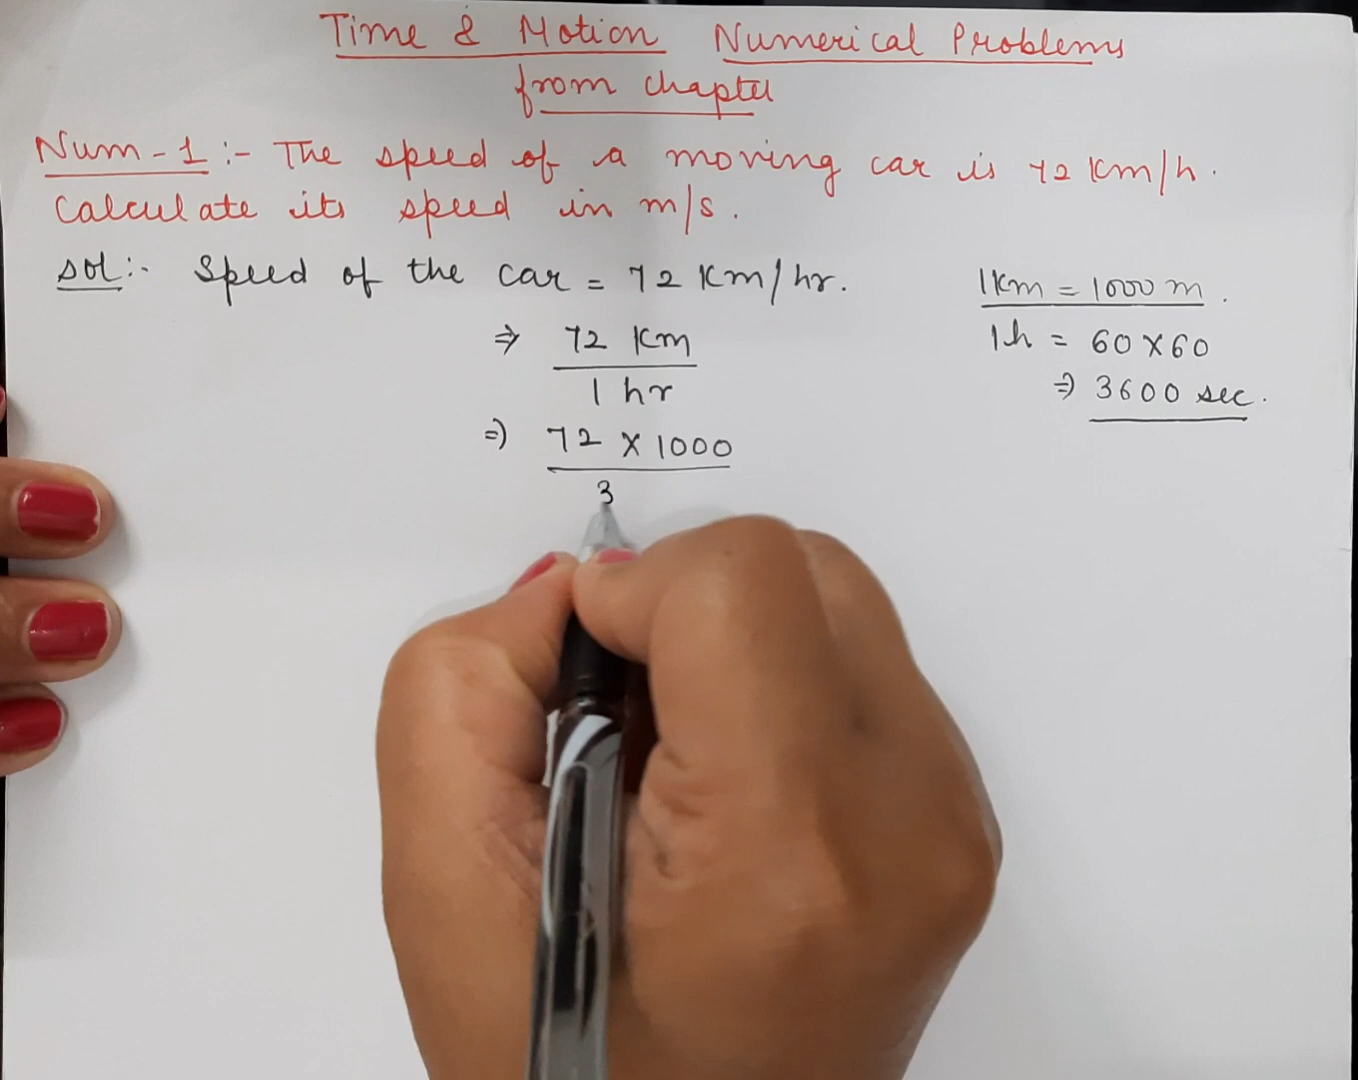 Time & Motion Numerical Problems
from chapter
Num-1:- The speed of a moving car is 72 km/h.
Calculate its speed in m/s.
Sol:- Speed of the car = 72 Km/hr.
⇒ 72 Km
1 hr
⇒ 72 × 1000
3
1km = 1000 m.
1h = 60 × 60
⇒ 3600 sec.